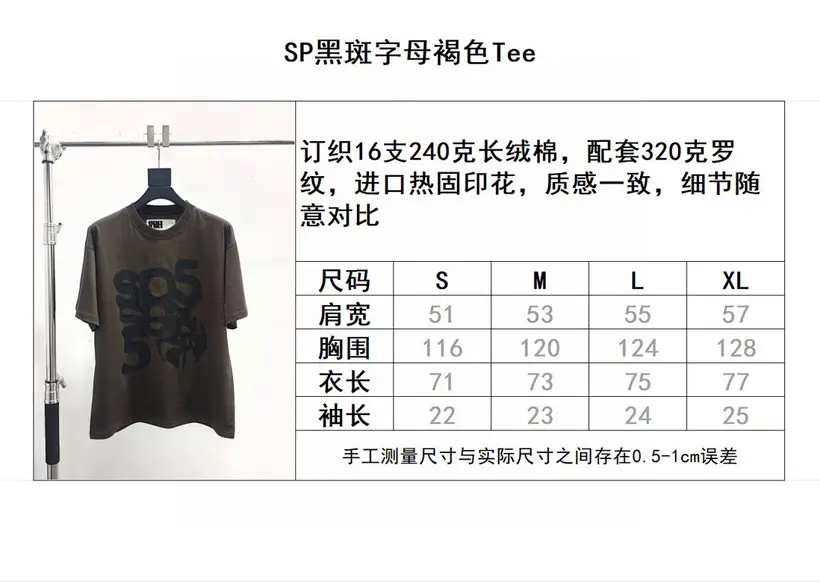 SP黑斑字母褐色Tee
订织16支240克长绒棉，配套320克罗
纹，进口热固印花，质感一致，细节随
意对比
尺码 S M L XL
肩宽 51 53 55 57
胸围 116 120 124 128
衣长 71 73 75 77
袖长 22 23 24 25
手工测量尺寸与实际尺寸之间存在0.5-1cm误差